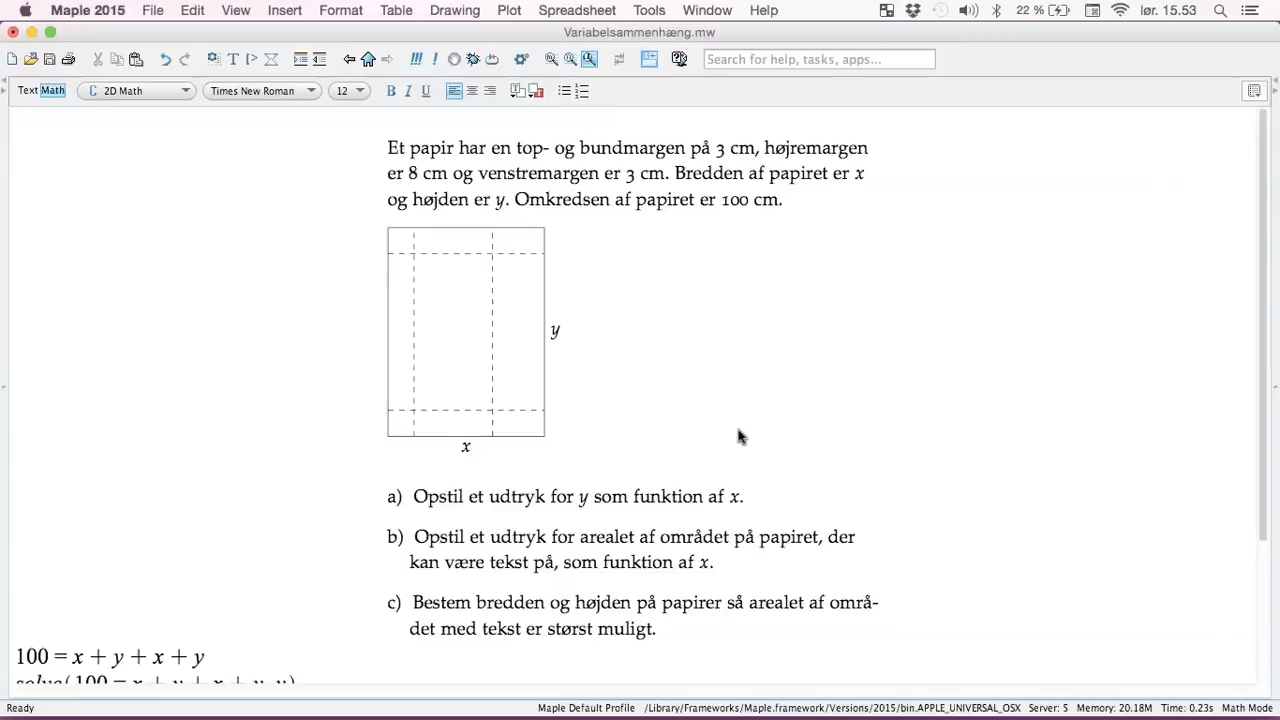 Maple 2015 File Edit View Insert Format Table Drawing Plot Spreadsheet Tools Window Help 22 % lør. 15.53
Variabelsammenhæng.mw
Search for help, tasks, apps...
Text Math C 2D Math Times New Roman 12 B I U
Et papir har en top- og bundmargen på 3 cm, højremargen
er 8 cm og venstremargen er 3 cm. Bredden af papiret er x
og højden er y. Omkredsen af papiret er 100 cm.
y
x
a) Opstil et udtryk for y som funktion af x.
b) Opstil et udtryk for arealet af området på papiret, der
kan være tekst på, som funktion af x.
c) Bestem bredden og højden på papirer så arealet af områ-
det med tekst er størst muligt.
100 = x + y + x + y
solve(100 = x + y + x + y, y)
Ready Maple Default Profile /Library/Frameworks/Maple.framework/Versions/2015/bin.APPLE_UNIVERSAL_OSX Server: 5 Memory: 20.18M Time: 0.23s Math Mode